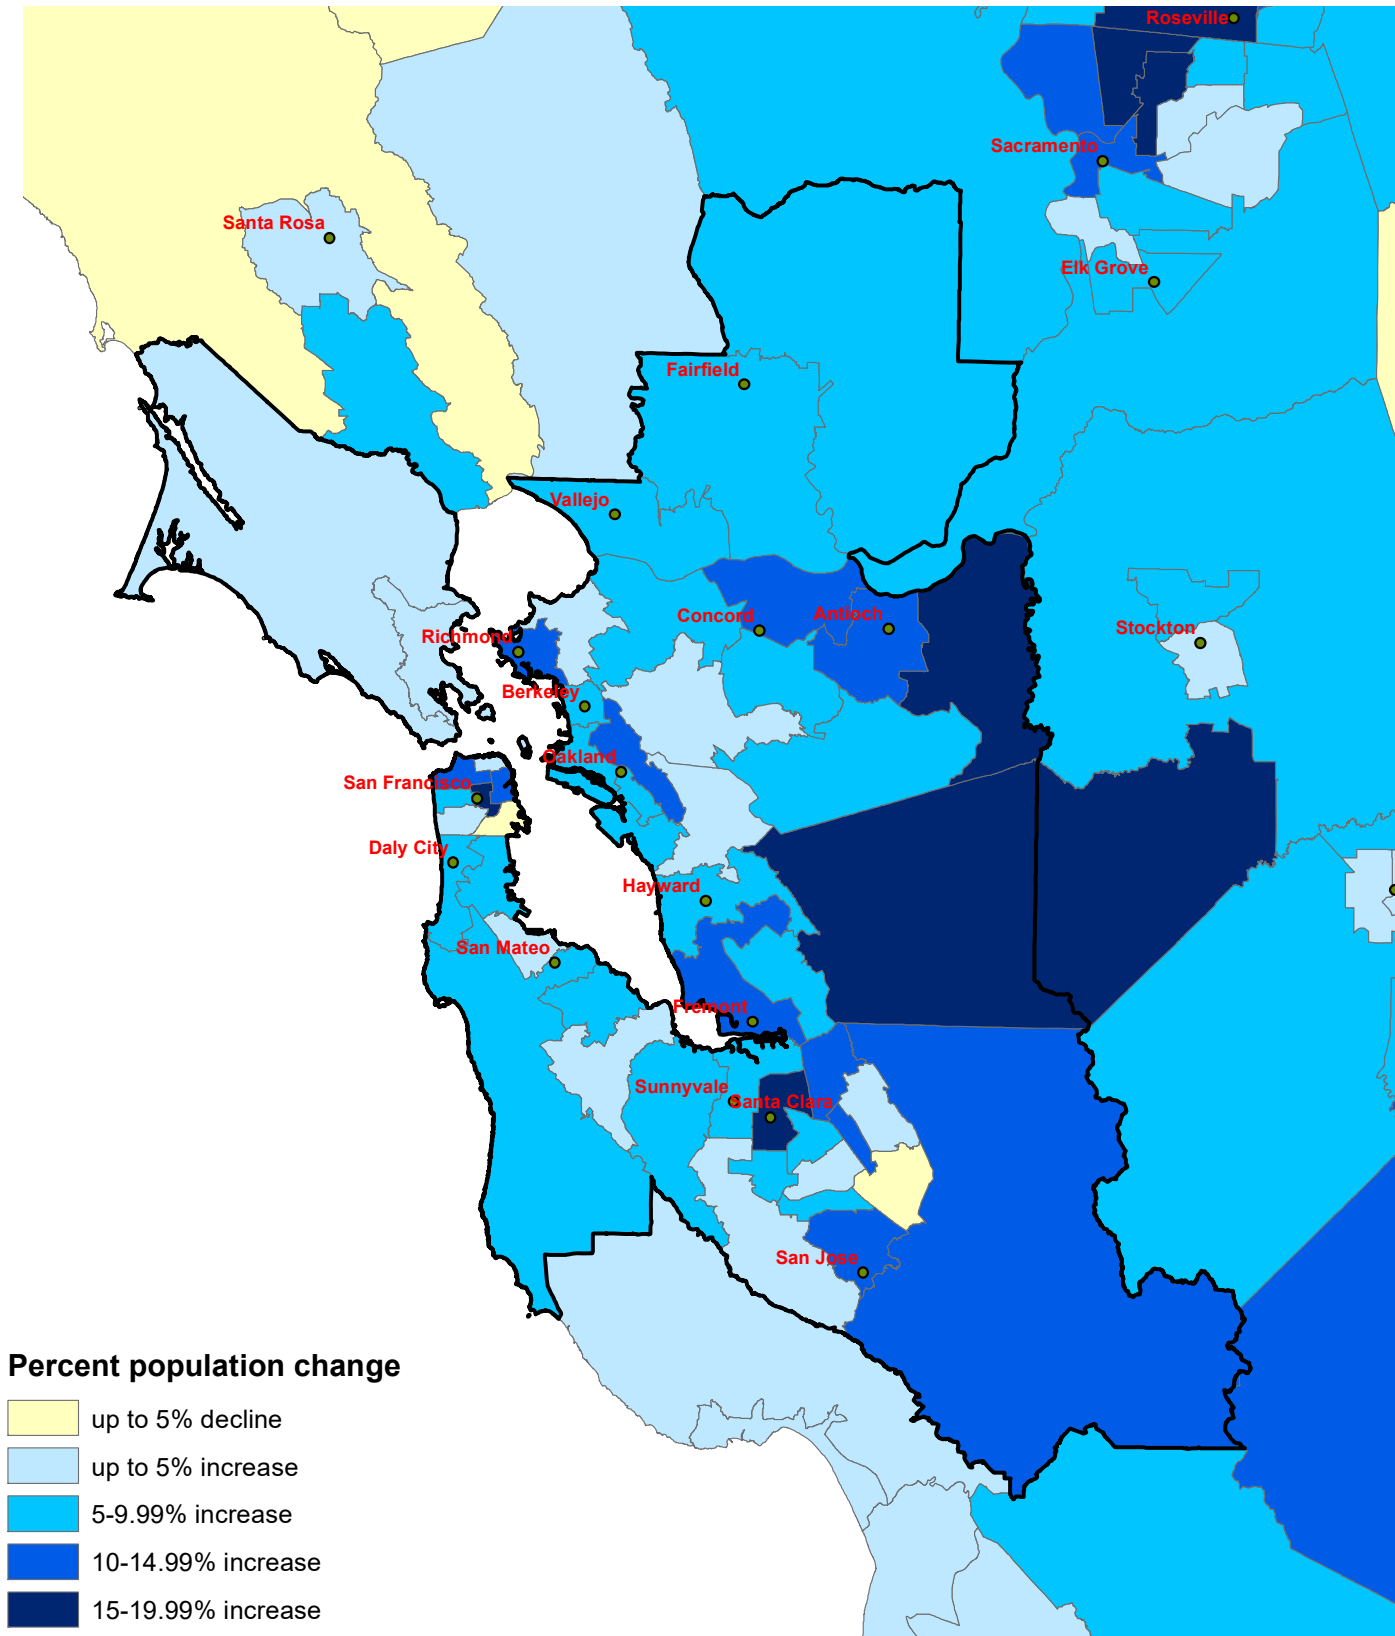 Roseville
Sacramento
Santa Rosa
Elk Grove
Fairfield
Vallejo
Concord
Antioch
Stockton
Richmond
Berkeley
Oakland
San Francisco
Daly City
Hayward
San Mateo
Fremont
Sunnyvale
Santa Clara
San Jose
Percent population change
up to 5% decline
up to 5% increase
5-9.99% increase
10-14.99% increase
15-19.99% increase